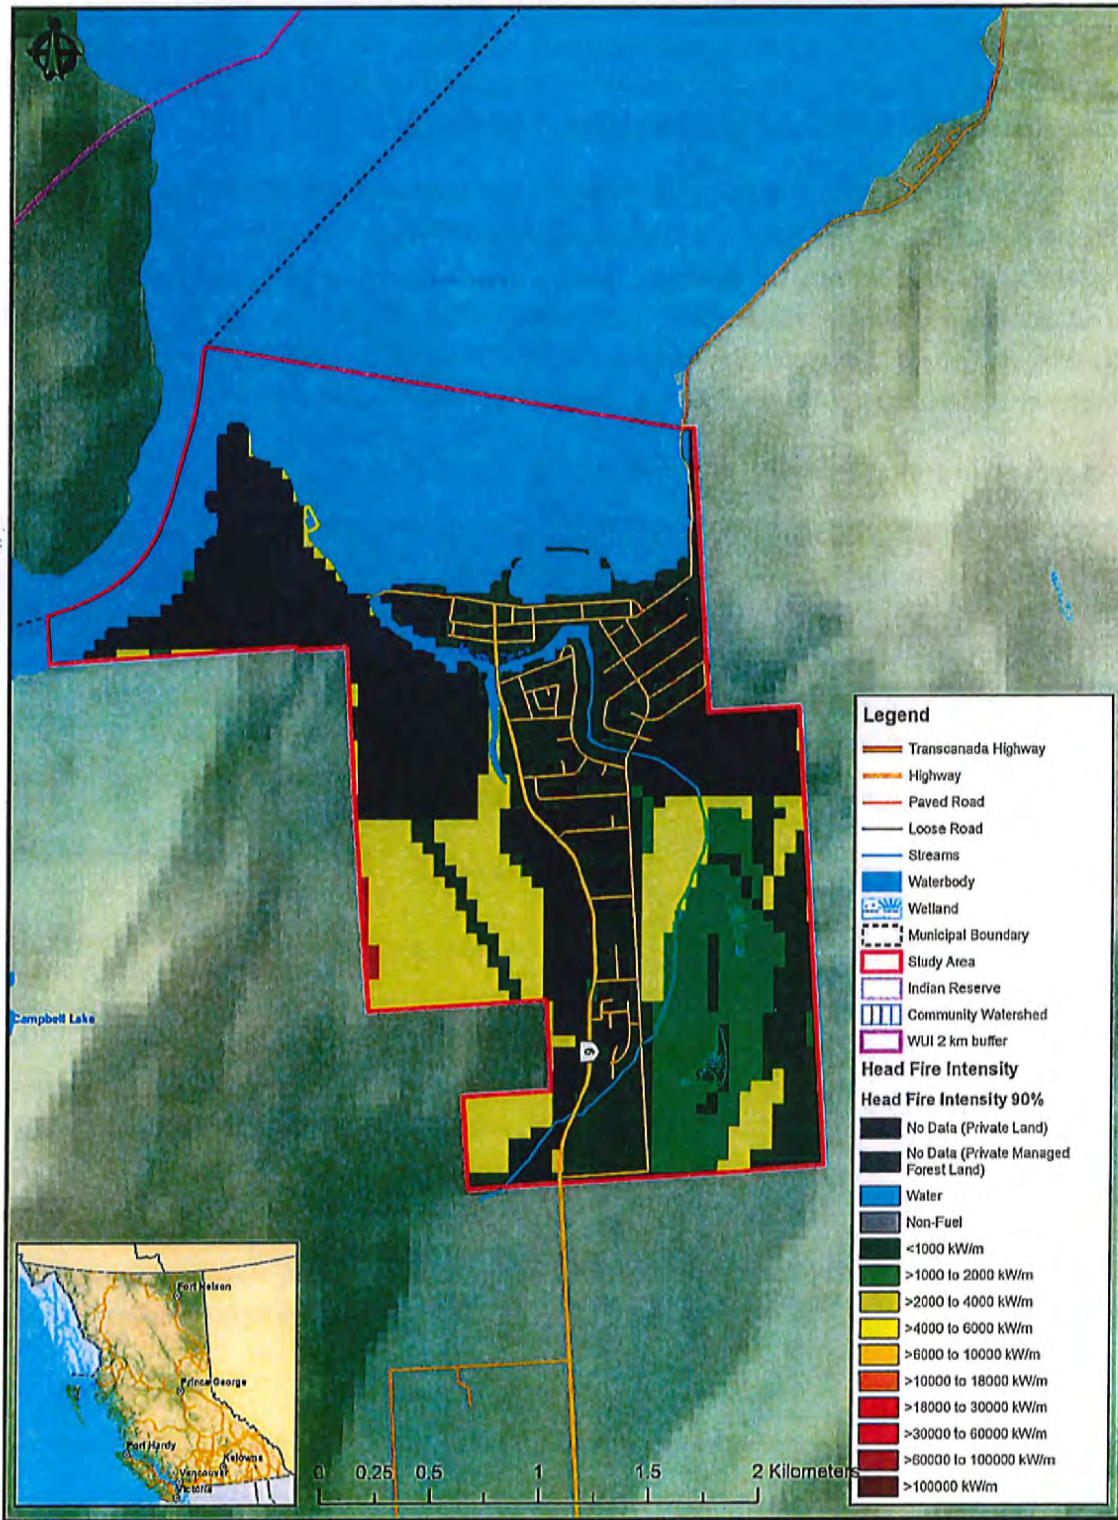 Campbell Lake
6
Legend
Transcanada Highway
Highway
Paved Road
Loose Road
Streams
Waterbody
Welland
Municipal Boundary
Study Area
Indian Reserve
Community Watershed
WUI 2 km buffer
Head Fire Intensity
Head Fire Intensity 90%
No Data (Private Land)
No Data (Private Managed
Forest Land)
Water
Non-Fuel
<1000 kW/m
>1000 to 2000 kW/m
>2000 to 4000 kW/m
>4000 to 6000 kW/m
>6000 to 10000 kW/m
>10000 to 18000 kW/m
>18000 to 30000 kW/m
>30000 to 60000 kW/m
>60000 to 100000 kW/m
>100000 kW/m
Fort Nelson
Prince George
Port Hardy
Kelowna
Vancouver
Victoria
0 0.25 0.5 1 1.5 2 Kilometers